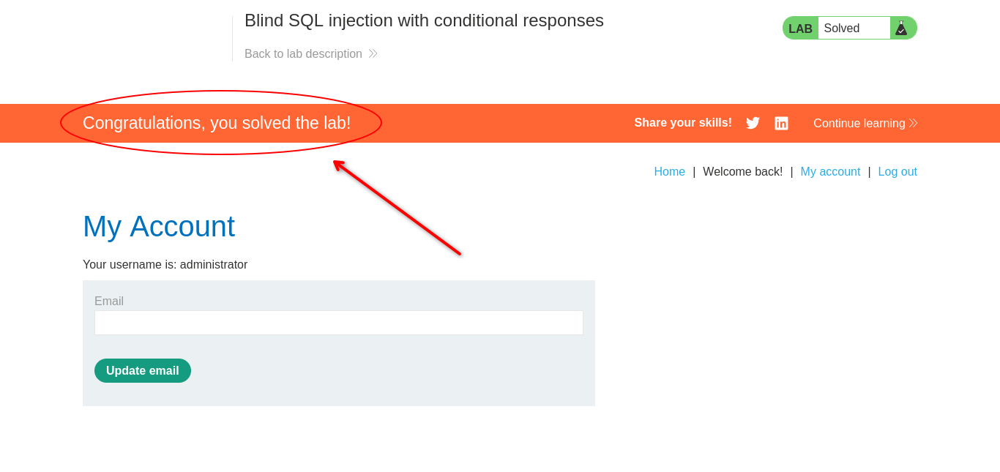 Blind SQL injection with conditional responses
LAB Solved
Back to lab description
Congratulations, you solved the lab!
Share your skills! Continue learning
Home | Welcome back! | My account | Log out
My Account
Your username is: administrator
Email
Update email